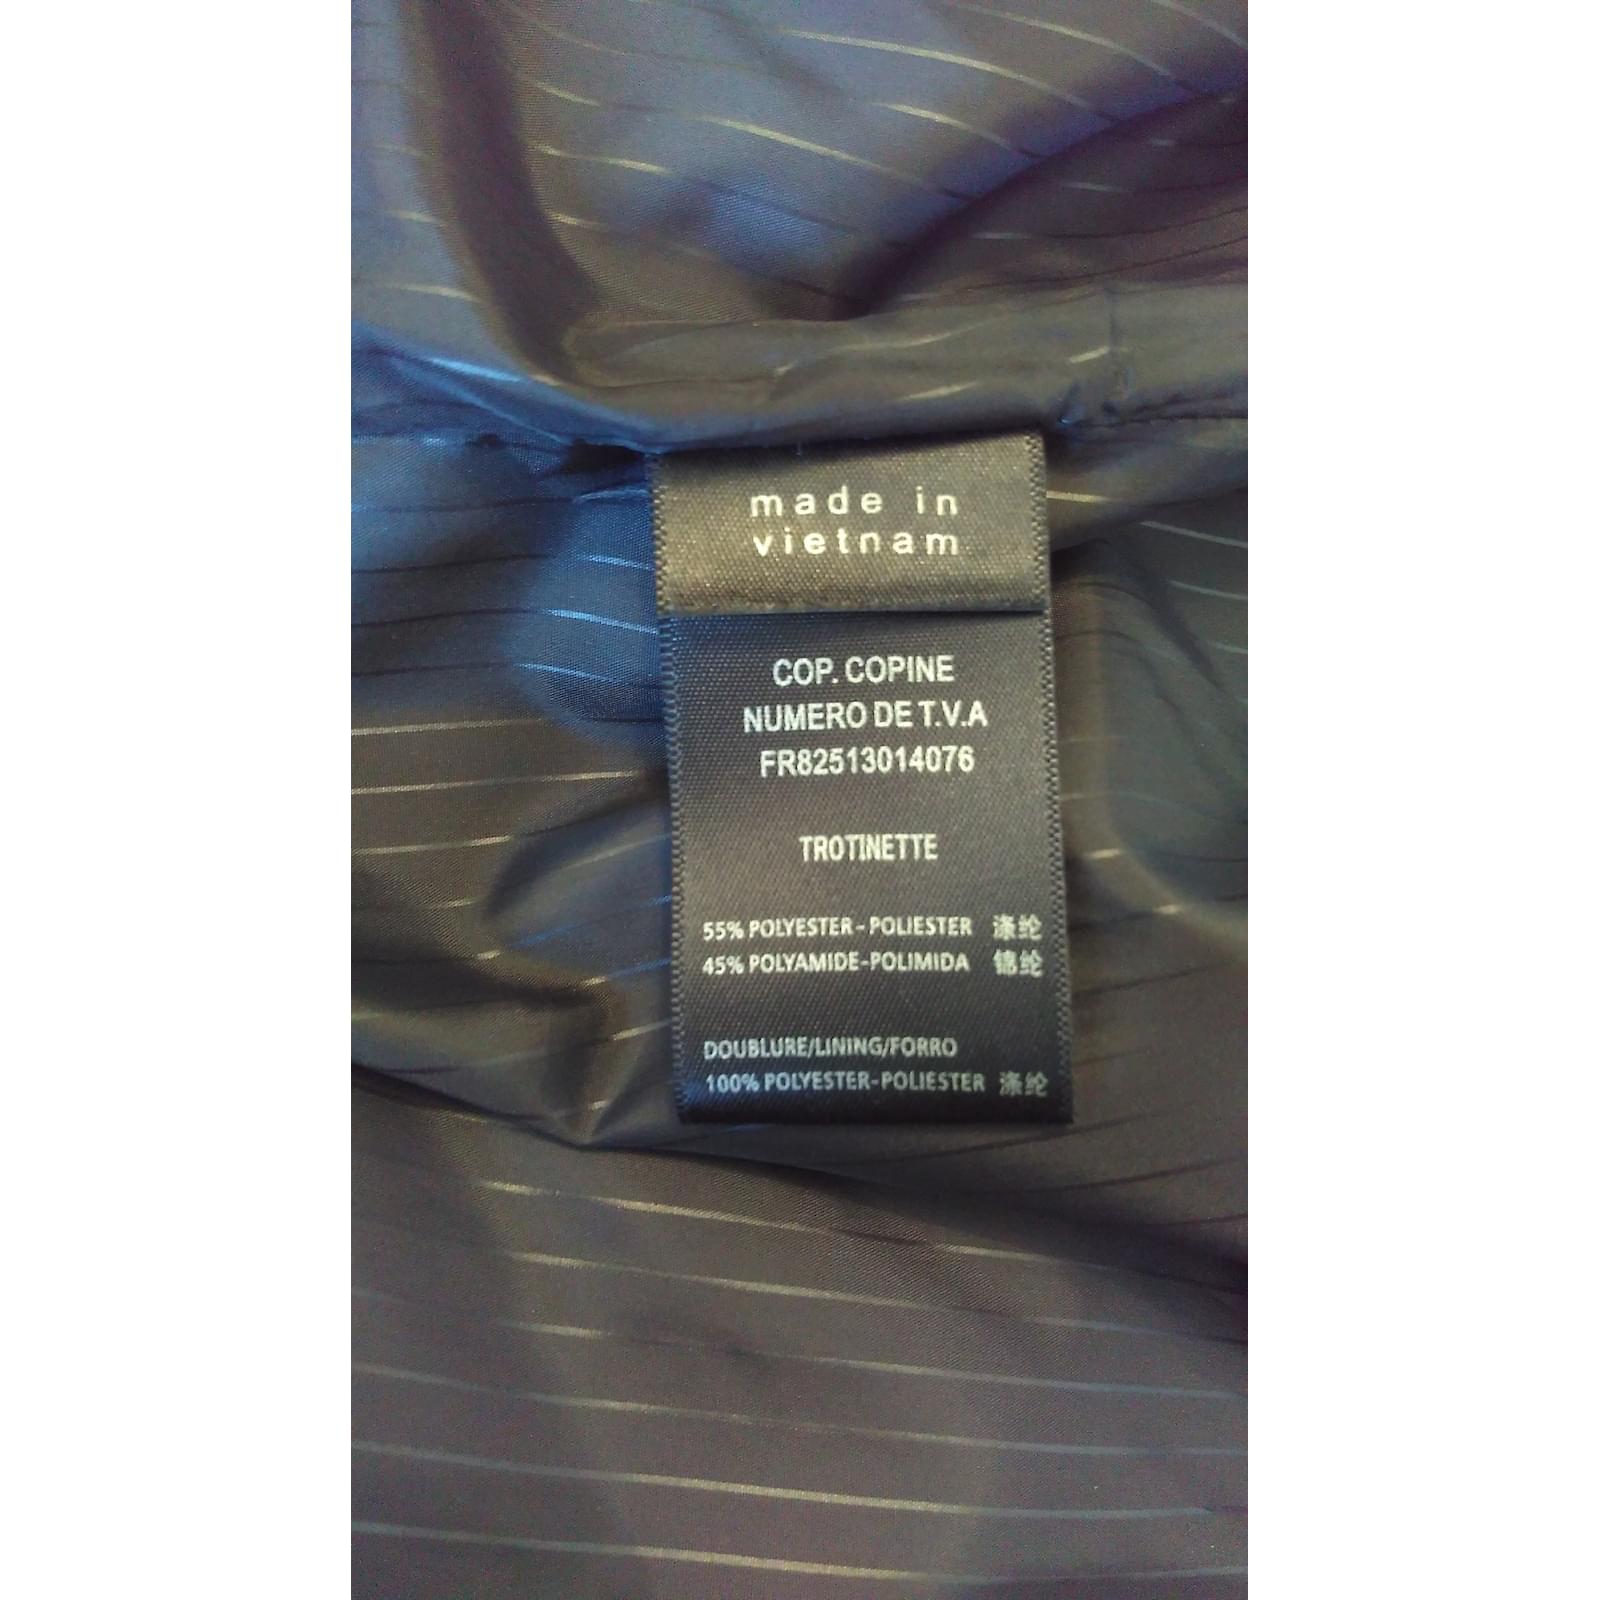 made in
vietnam
COP. COPINE
NUMERO DE T.V.A
FR82513014076
TROTINETTE
55% POLYESTER - POLIESTER 涤纶
45% POLYAMIDE-POLIMIDA 锦纶
DOUBLURE/LINING/FORRO
100% POLYESTER-POLIESTER 涤纶